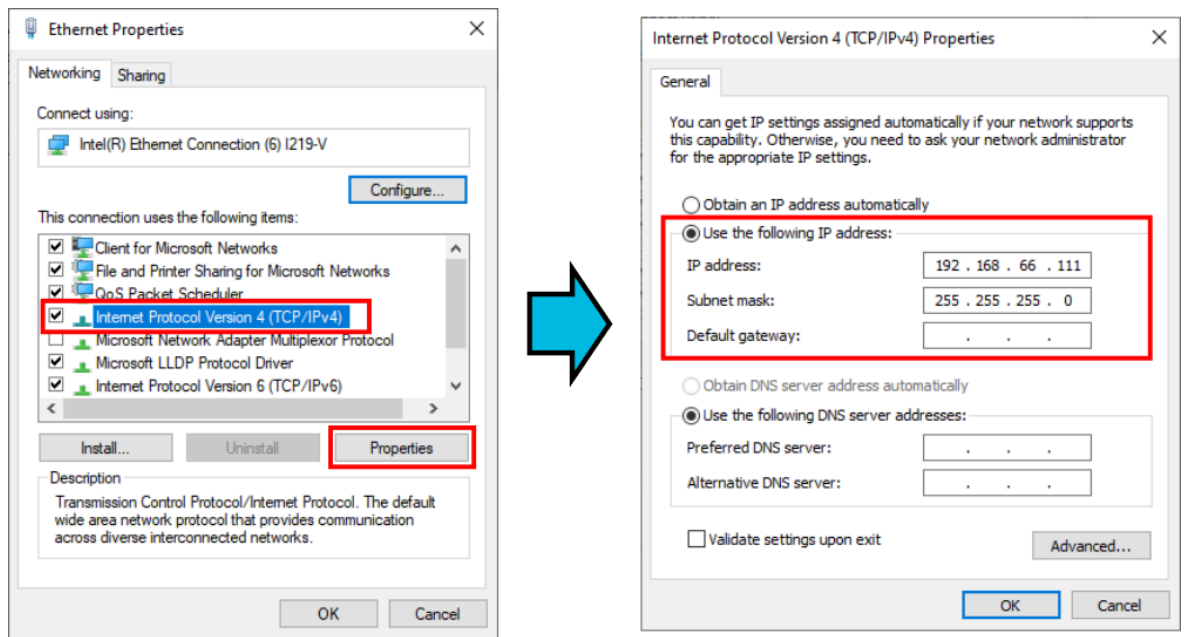 Ethernet Properties
Networking
Sharing
Connect using:
Intel(R) Ethernet Connection (6) I219-V
Configure...
This connection uses the following items:
Client for Microsoft Networks
File and Printer Sharing for Microsoft Networks
QoS Packet Scheduler
Internet Protocol Version 4 (TCP/IPv4)
Microsoft Network Adapter Multiplexor Protocol
Microsoft LLDP Protocol Driver
Internet Protocol Version 6 (TCP/IPv6)
Install...
Uninstall
Properties
Description
Transmission Control Protocol/Internet Protocol. The default
wide area network protocol that provides communication
across diverse interconnected networks.
OK
Cancel
Internet Protocol Version 4 (TCP/IPv4) Properties
General
You can get IP settings assigned automatically if your network supports
this capability. Otherwise, you need to ask your network administrator
for the appropriate IP settings.
Obtain an IP address automatically
Use the following IP address:
IP address: 192 . 168 . 66 . 111
Subnet mask: 255 . 255 . 255 . 0
Default gateway: . . .
Obtain DNS server address automatically
Use the following DNS server addresses:
Preferred DNS server: . . .
Alternative DNS server: . . .
Validate settings upon exit
Advanced...
OK
Cancel